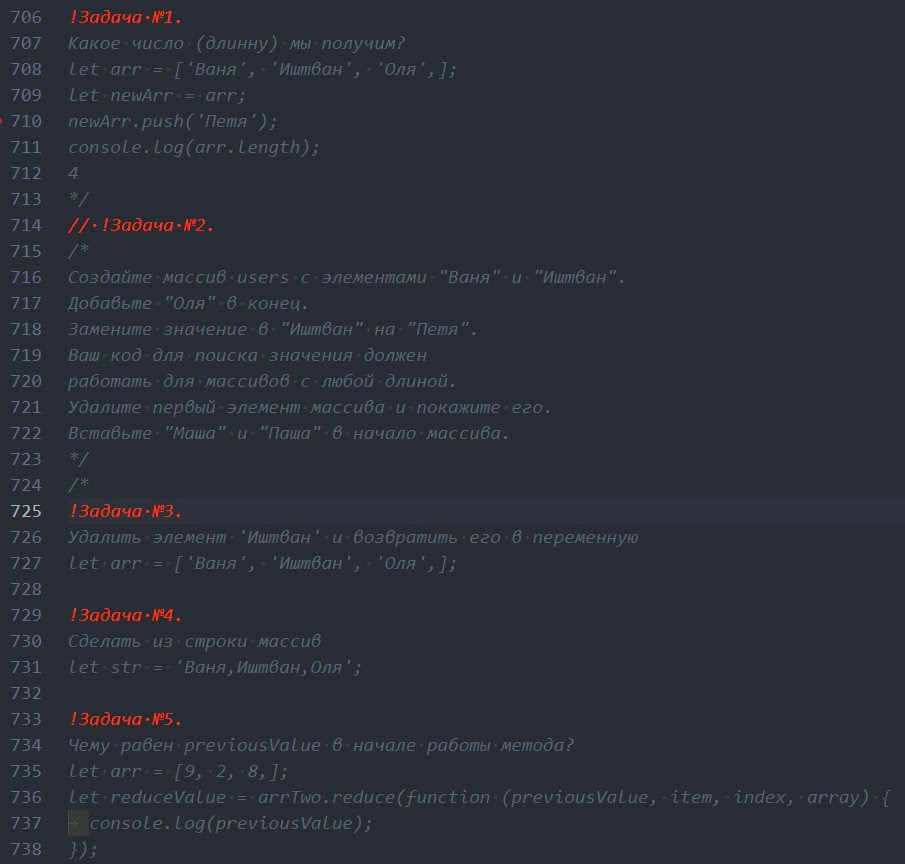 706 !Задача №1.
707 Какое число (длинну) мы получим?
708 let arr = ['Ваня', 'Иштван', 'Оля',];
709 let newArr = arr;
710 newArr.push('Петя');
711 console.log(arr.length);
712 4
713 */
714 // !Задача №2.
715 /*
716 Создайте массив users с элементами "Ваня" и "Иштван".
717 Добавьте "Оля" в конец.
718 Замените значение в "Иштван" на "Петя".
719 Ваш код для поиска значения должен
720 работать для массивов с любой длиной.
721 Удалите первый элемент массива и покажите его.
722 Вставьте "Маша" и "Паша" в начало массива.
723 */
724 /*
725 !Задача №3.
726 Удалить элемент 'Иштван' и возвратить его в переменную
727 let arr = ['Ваня', 'Иштван', 'Оля',];
728
729 !Задача №4.
730 Сделать из строки массив
731 let str = 'Ваня,Иштван,Оля';
732
733 !Задача №5.
734 Чему равен previousValue в начале работы метода?
735 let arr = [9, 2, 8,];
736 let reduceValue = arrTwo.reduce(function (previousValue, item, index, array) {
737 console.log(previousValue);
738 });